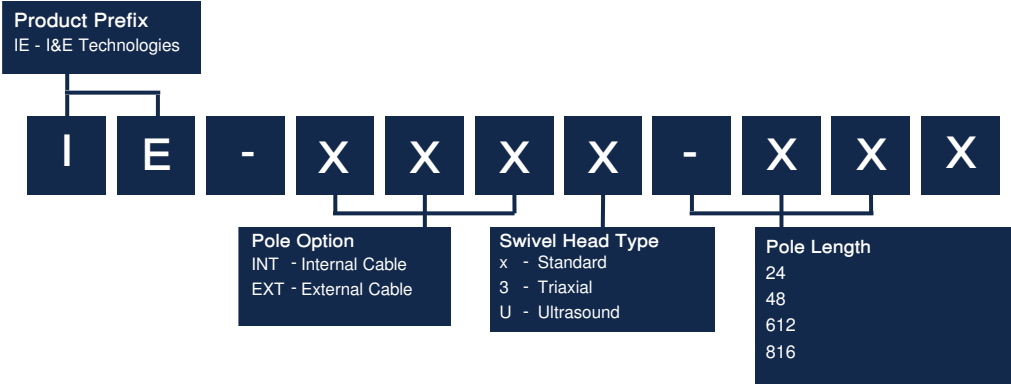 Product Prefix
IE - I&E Technologies
I E - X X X X - X X X
Pole Option
INT - Internal Cable
EXT - External Cable
Swivel Head Type
x - Standard
3 - Triaxial
U - Ultrasound
Pole Length
24
48
612
816